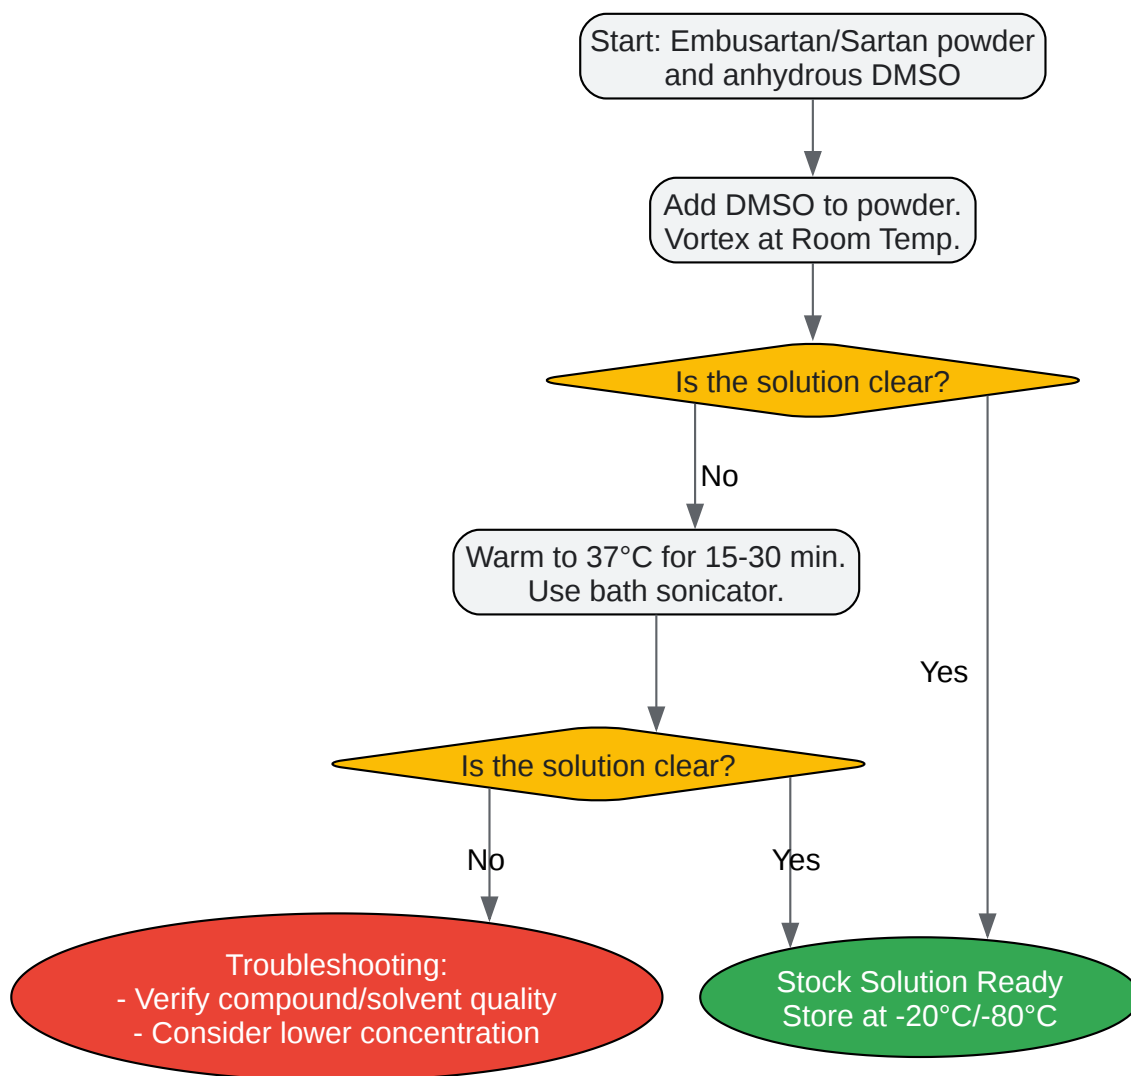 Start: Embusartan/Sartan powder
and anhydrous DMSO
Add DMSO to powder.
Vortex at Room Temp.
Is the solution clear?
No
Warm to 37°C for 15-30 min.
Use bath sonicator.
Yes
Is the solution clear?
No
Yes
Troubleshooting:
- Verify compound/solvent quality
- Consider lower concentration
Stock Solution Ready
Store at -20°C/-80°C